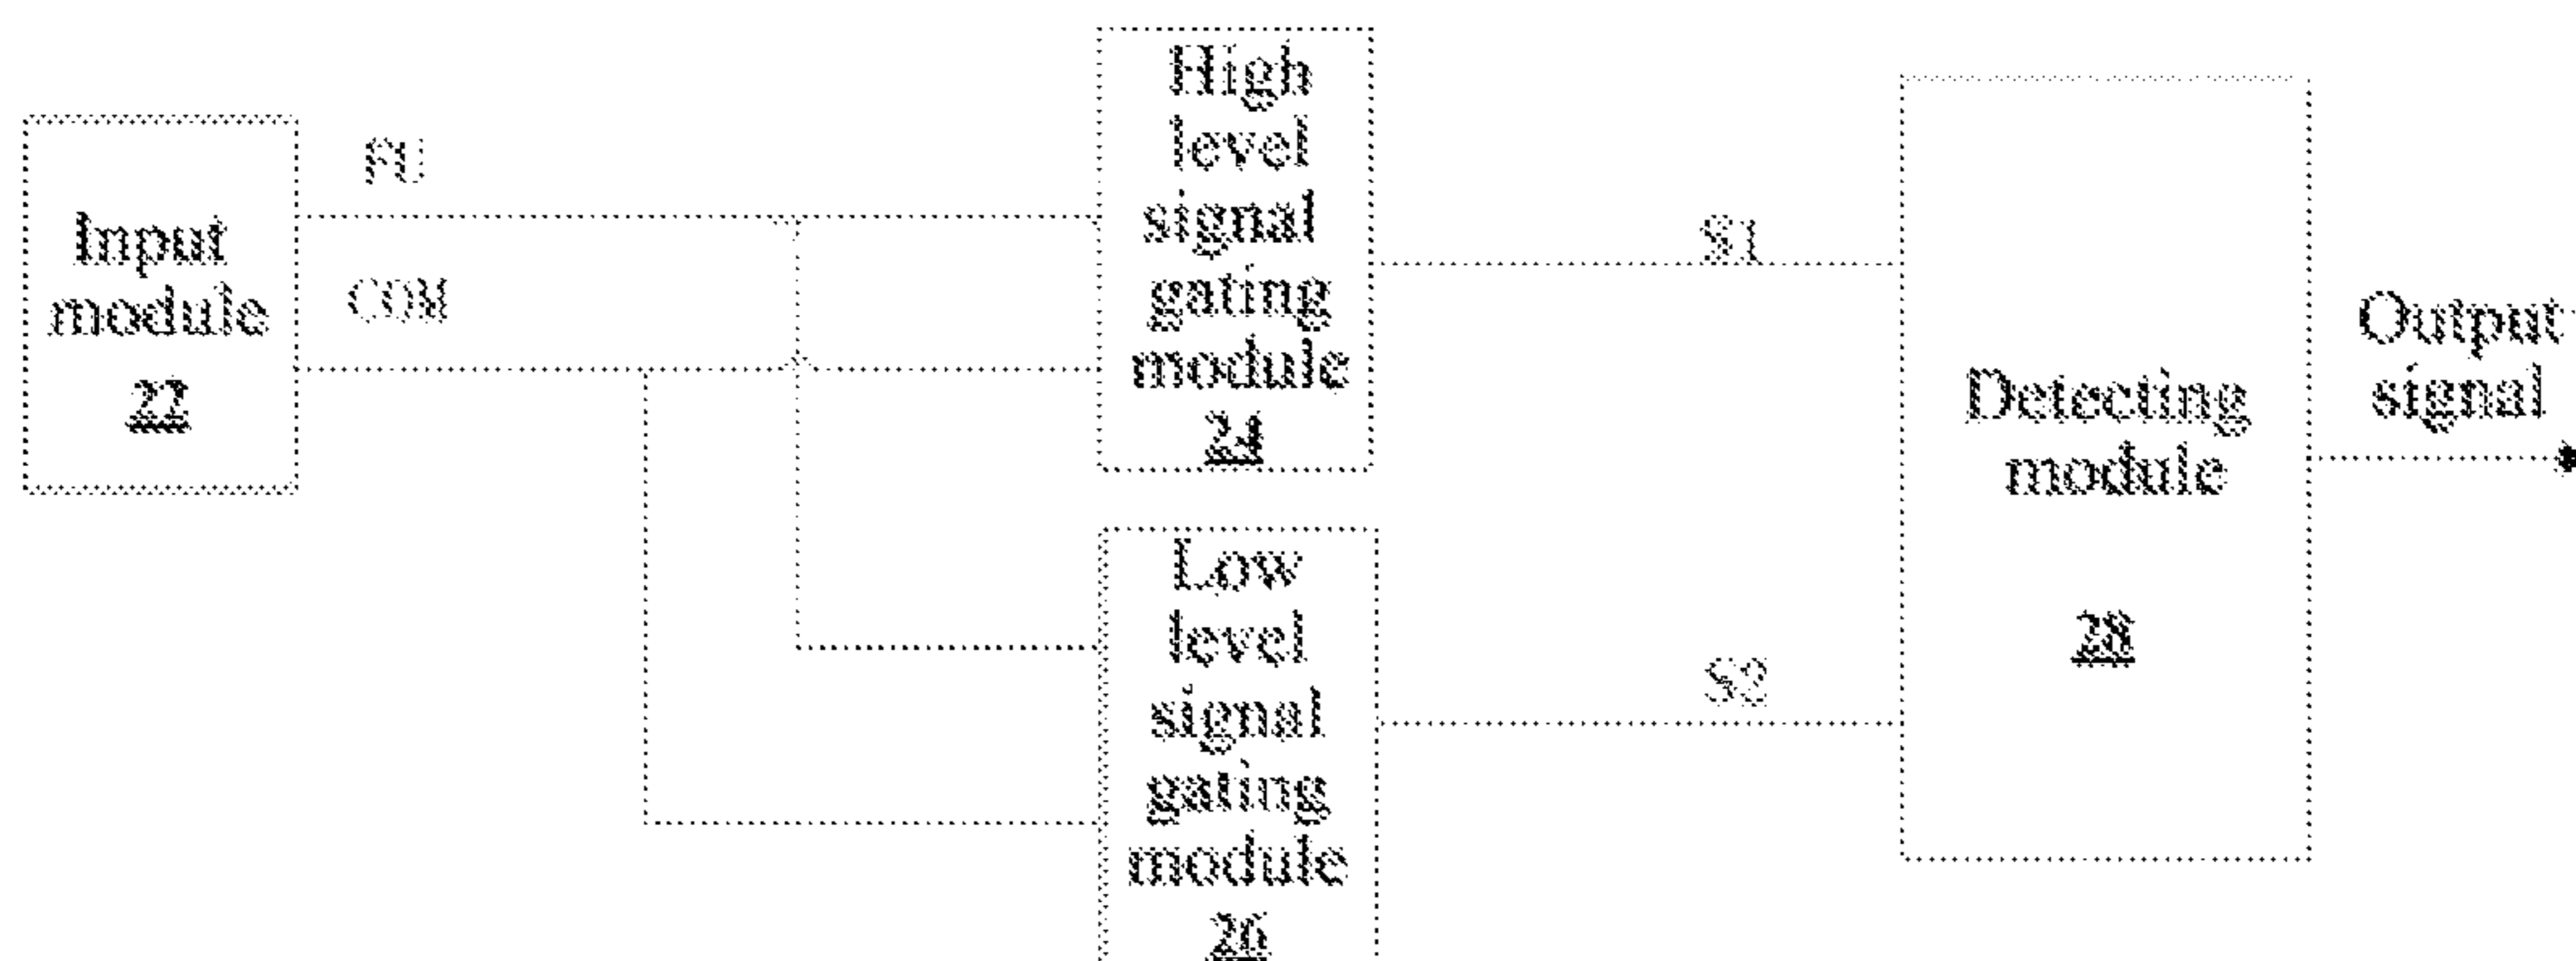 Input
module
22
FU
COM
High
level
signal
gating
module
24
Low
level
signal
gating
module
26
S1
S2
Detecting
module
28
Output
signal